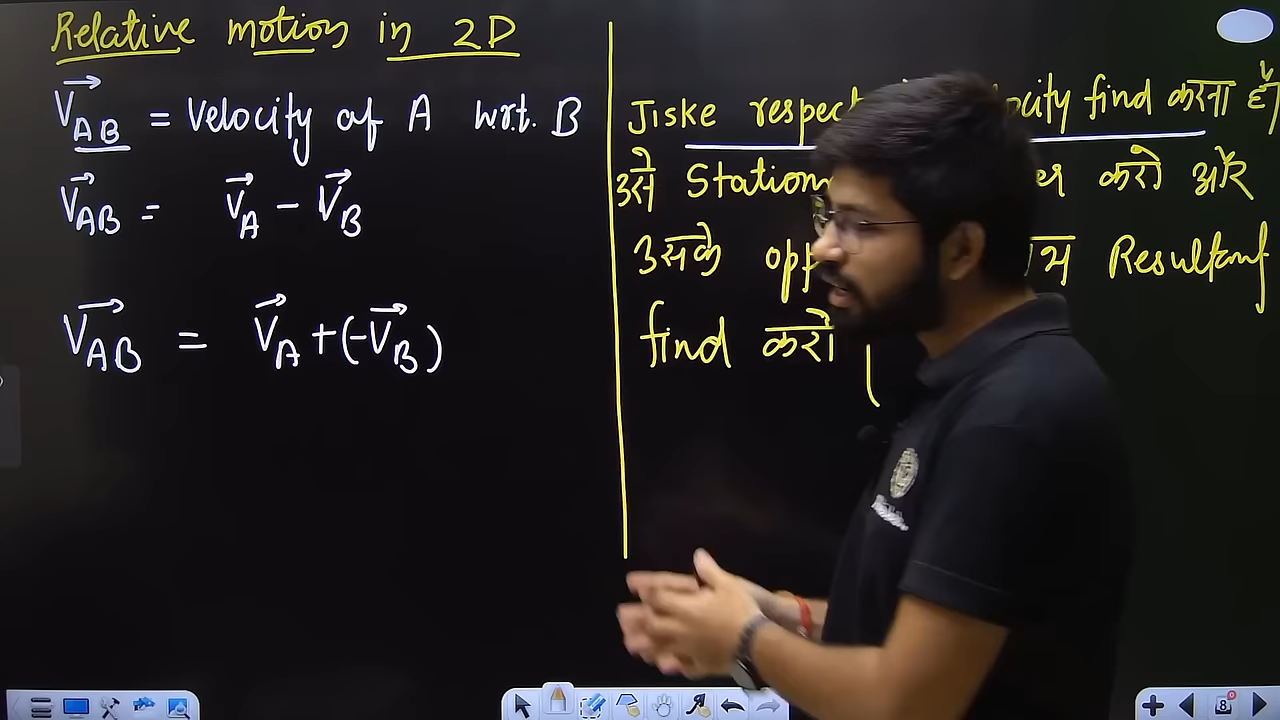 Relative motion in 2D
V⃗AB = Velocity of A w.r.t. B
V⃗AB = V⃗A - V⃗B
V⃗AB = V⃗A + (-V⃗B)
Jiske respect find करना है
उसे Station करो और
उसके opp Resultant
find करो
8